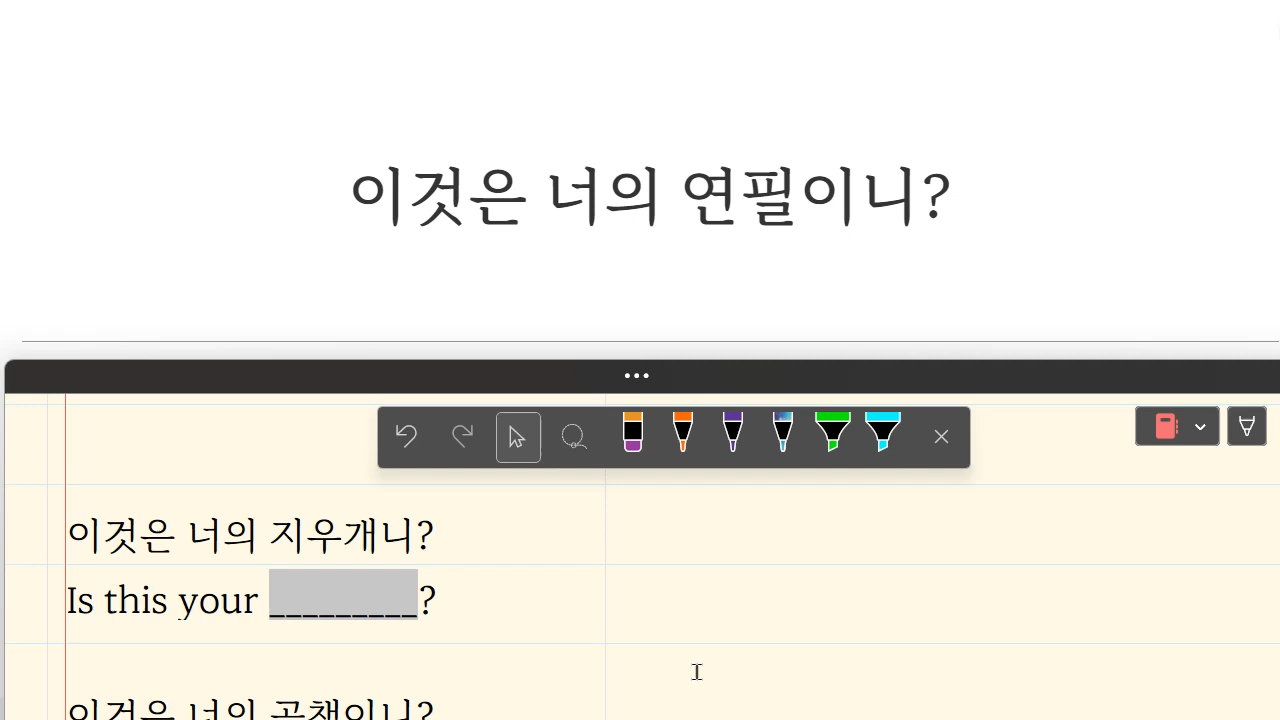 이것은 너의 연필이니?
이것은 너의 지우개니?
Is this your _________?
이것은 너의 공책이니?